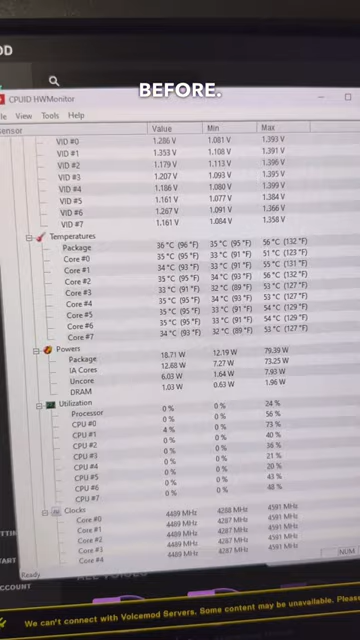 BEFORE.
CPUID HWMonitor
View Tools Help
Value Min Max
VID #0 1.286 V 1.081 V 1.393 V
VID #1 1.353 V 1.108 V 1.391 V
VID #2 1.179 V 1.113 V 1.396 V
VID #3 1.207 V 1.093 V 1.395 V
VID #4 1.186 V 1.080 V 1.399 V
VID #5 1.161 V 1.077 V 1.384 V
VID #6 1.267 V 1.091 V 1.366 V
VID #7 1.161 V 1.084 V 1.358 V
Temperatures
Package 36 °C (96 °F) 35 °C (95 °F) 56 °C (132 °F)
Core #0 35 °C (95 °F) 33 °C (91 °F) 51 °C (123 °F)
Core #1 34 °C (93 °F) 33 °C (91 °F) 55 °C (131 °F)
Core #2 35 °C (95 °F) 34 °C (93 °F) 56 °C (132 °F)
Core #3 33 °C (91 °F) 32 °C (89 °F) 53 °C (127 °F)
Core #4 35 °C (95 °F) 34 °C (93 °F) 53 °C (127 °F)
Core #5 35 °C (95 °F) 33 °C (91 °F) 54 °C (129 °F)
Core #6 35 °C (95 °F) 33 °C (91 °F) 54 °C (129 °F)
Core #7 34 °C (93 °F) 32 °C (89 °F) 53 °C (127 °F)
Powers
Package 18.71 W 12.19 W 79.39 W
IA Cores 12.68 W 7.27 W 73.25 W
Uncore 6.03 W 1.64 W 7.93 W
DRAM 1.03 W 0.63 W 1.96 W
Utilization
Processor 0 % 0 % 24 %
CPU #0 0 % 0 % 56 %
CPU #1 4 % 0 % 73 %
CPU #2 0 % 0 % 40 %
CPU #3 0 % 0 % 36 %
CPU #4 0 % 0 % 21 %
CPU #5 0 % 0 % 20 %
CPU #6 0 % 0 % 43 %
CPU #7 0 % 0 % 48 %
Clocks
Core #0 4489 MHz 4268 MHz 4591 MHz
Core #1 4489 MHz 4287 MHz 4591 MHz
Core #2 4489 MHz 4287 MHz 4591 MHz
Core #3 4489 MHz 4287 MHz 4591 MHz
Core #4 4489 MHz 4287 MHz 4591 MHz
Ready NUM
ACCOUNT
We can't connect with Voicemod Servers. Some content may be unavailable. Please